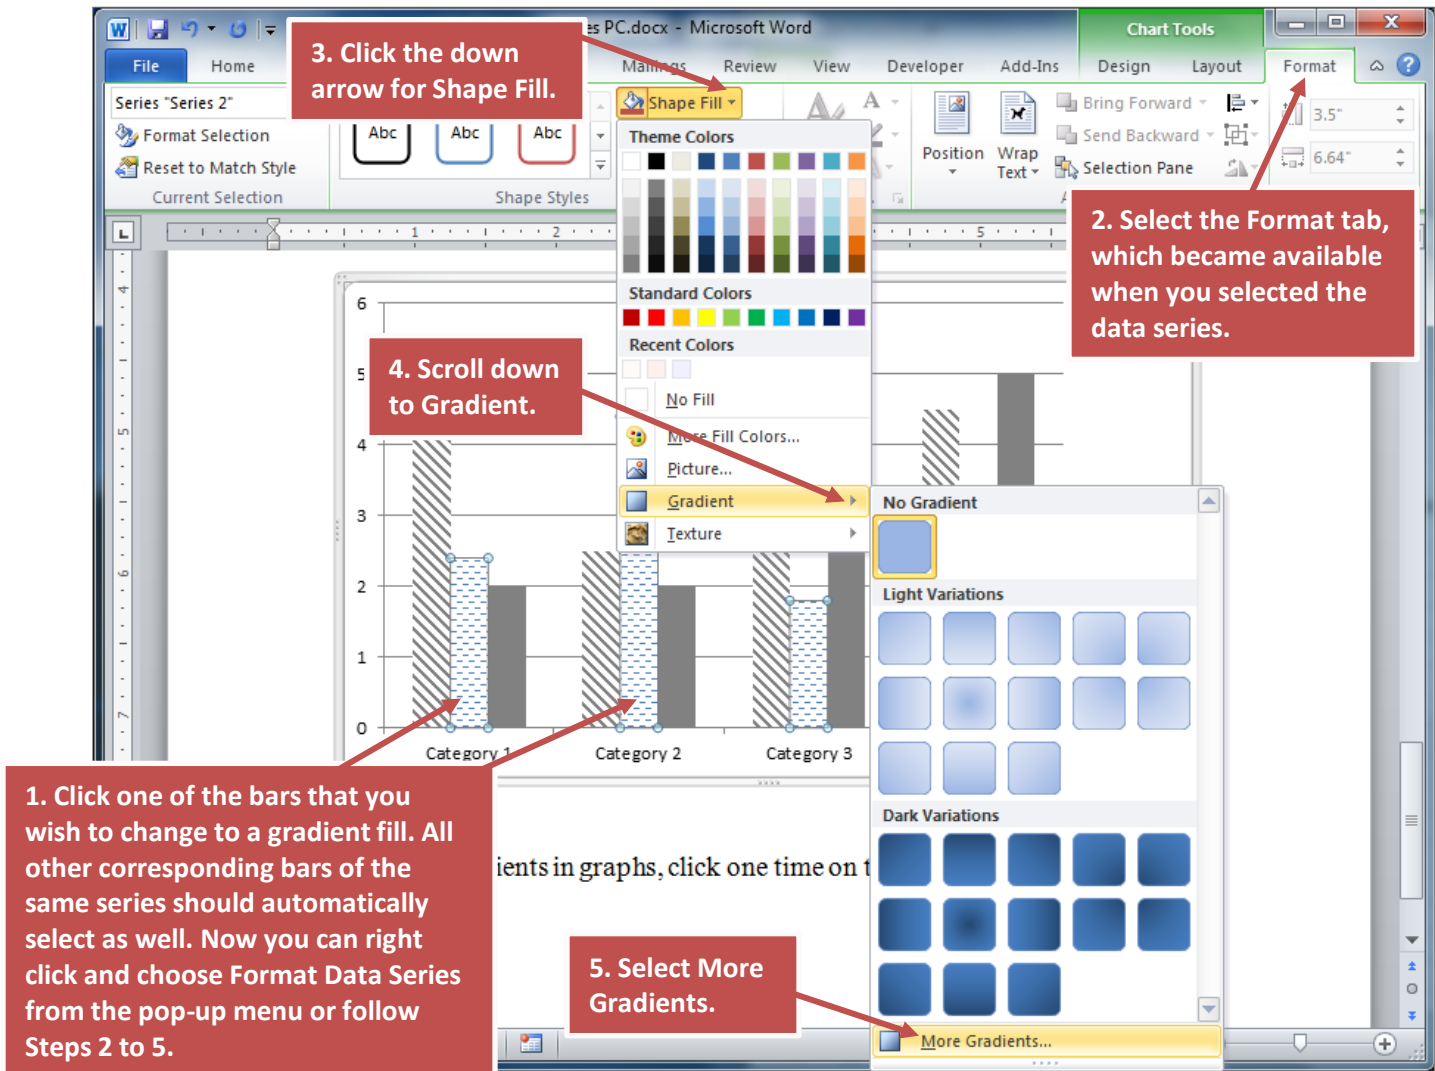 es PC.docx - Microsoft Word
Chart Tools
File
Home
Mailings
Review
View
Developer
Add-Ins
Design
Layout
Format
3. Click the down
arrow for Shape Fill.
Series "Series 2"
Format Selection
Reset to Match Style
Current Selection
Abc
Abc
Abc
Shape Styles
Shape Fill
A
A
Position
Wrap
Text
Bring Forward
Send Backward
Selection Pane
A
3.5"
6.64"
2. Select the Format tab,
which became available
when you selected the
data series.
L
1
2
5
Theme Colors
Standard Colors
Recent Colors
No Fill
More Fill Colors...
Picture...
Gradient
Texture
4. Scroll down
to Gradient.
4
5
6
7
6
5
4
3
2
1
0
Category 1
Category 2
Category 3
No Gradient
Light Variations
Dark Variations
More Gradients...
1. Click one of the bars that you
wish to change to a gradient fill. All
other corresponding bars of the
same series should automatically
select as well. Now you can right
click and choose Format Data Series
from the pop-up menu or follow
Steps 2 to 5.
ients in graphs, click one time on t
5. Select More
Gradients.